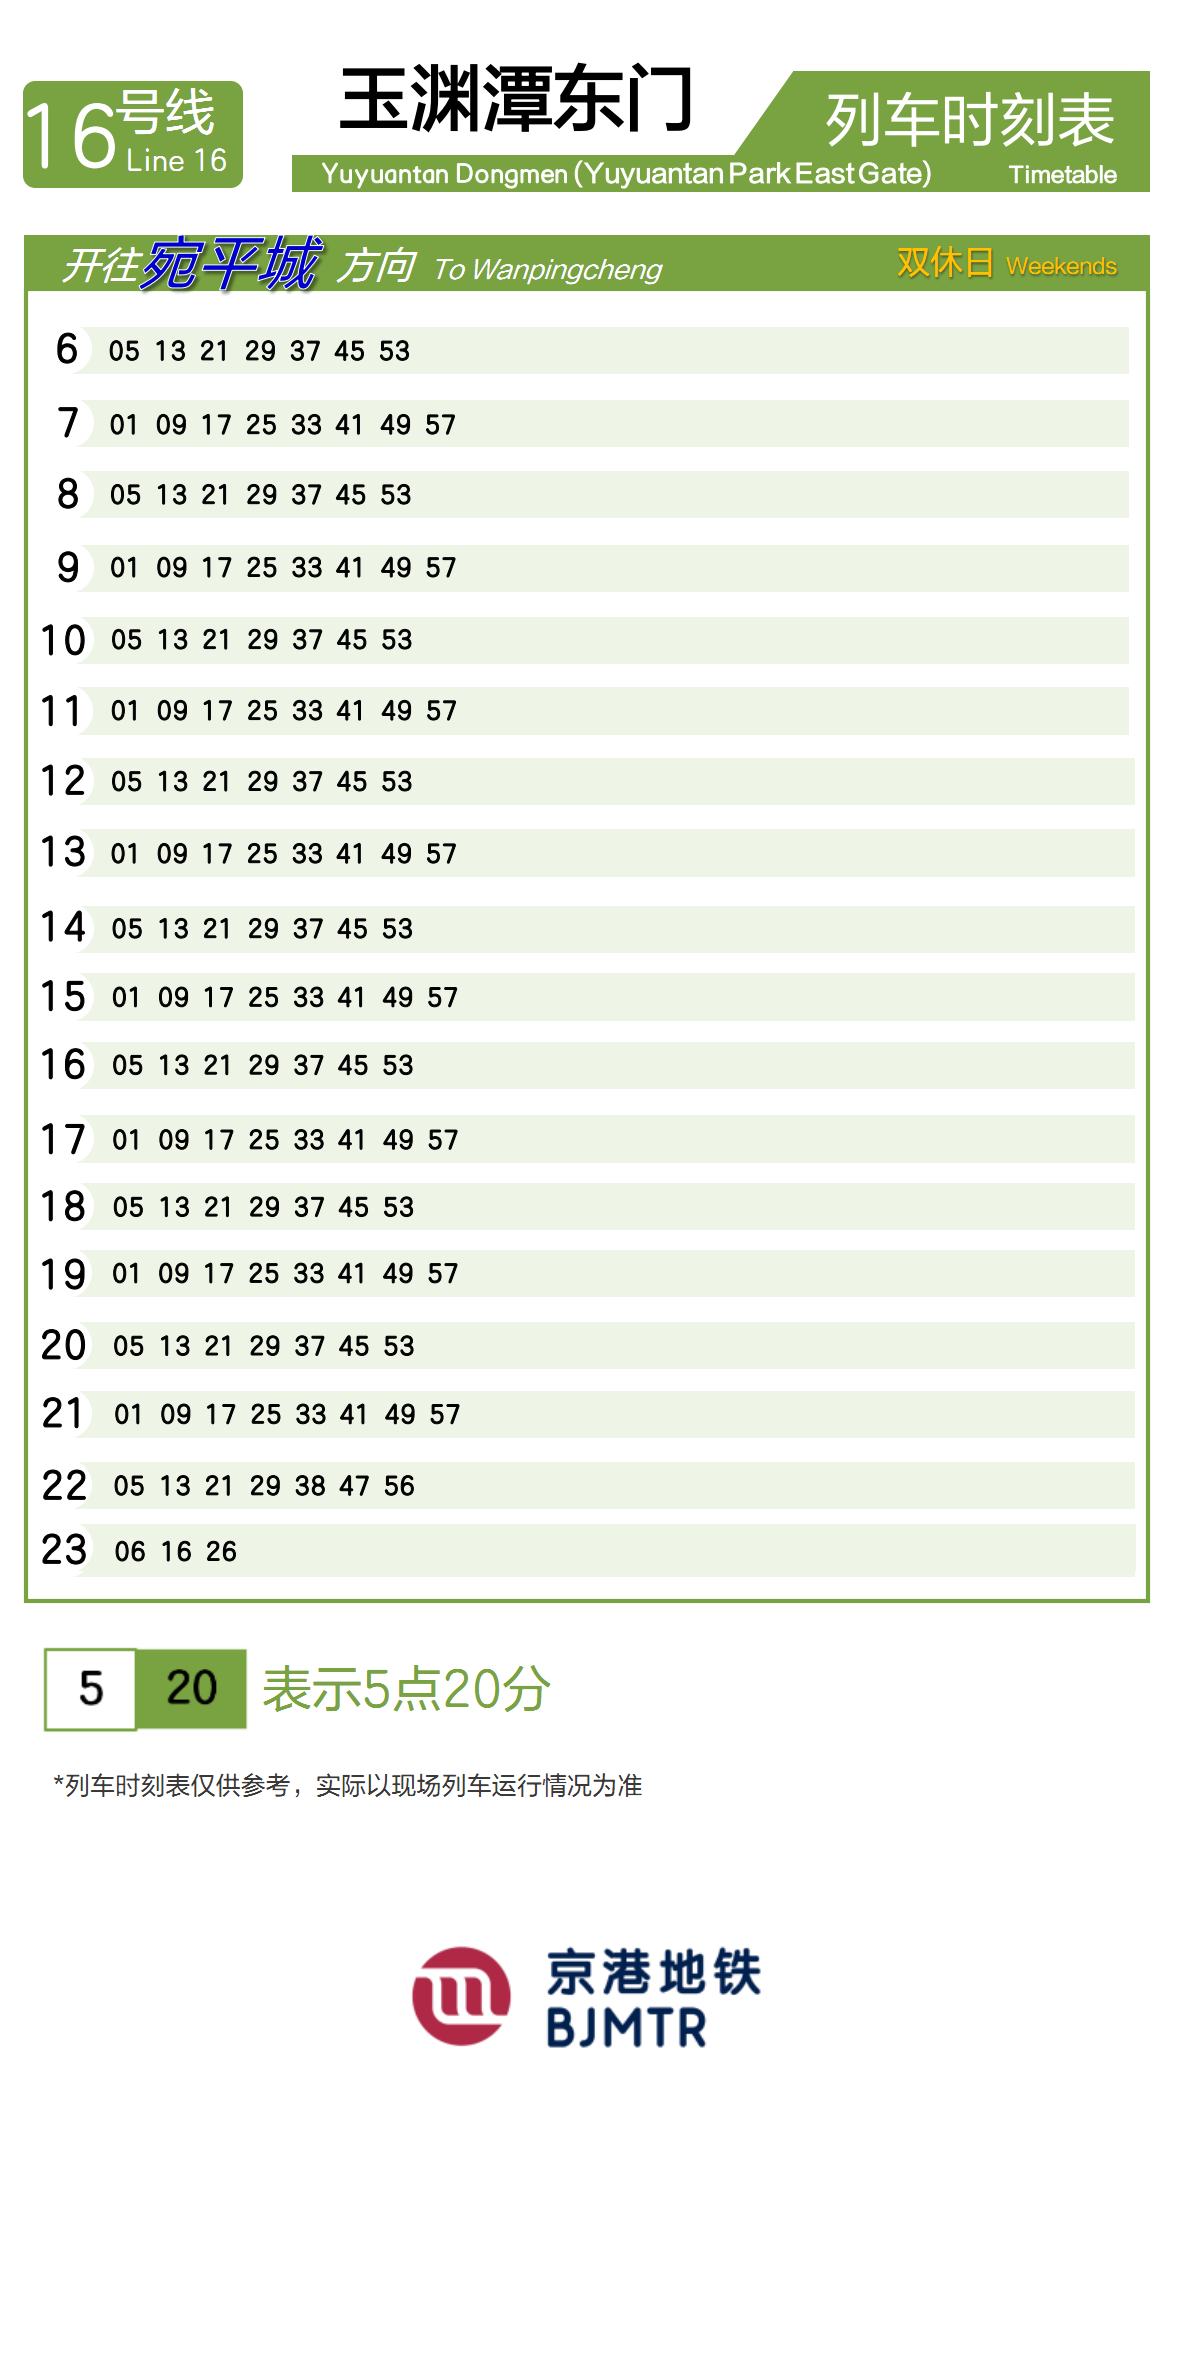 16号线
Line 16
玉渊潭东门
列车时刻表
Yuyuantan Dongmen (Yuyuantan Park East Gate)
Timetable
开往宛平城 方向 To Wanpingcheng
双休日 Weekends
6 05 13 21 29 37 45 53
7 01 09 17 25 33 41 49 57
8 05 13 21 29 37 45 53
9 01 09 17 25 33 41 49 57
10 05 13 21 29 37 45 53
11 01 09 17 25 33 41 49 57
12 05 13 21 29 37 45 53
13 01 09 17 25 33 41 49 57
14 05 13 21 29 37 45 53
15 01 09 17 25 33 41 49 57
16 05 13 21 29 37 45 53
17 01 09 17 25 33 41 49 57
18 05 13 21 29 37 45 53
19 01 09 17 25 33 41 49 57
20 05 13 21 29 37 45 53
21 01 09 17 25 33 41 49 57
22 05 13 21 29 38 47 56
23 06 16 26
5 20 表示5点20分
*列车时刻表仅供参考，实际以现场列车运行情况为准
京港地铁
BJMTR